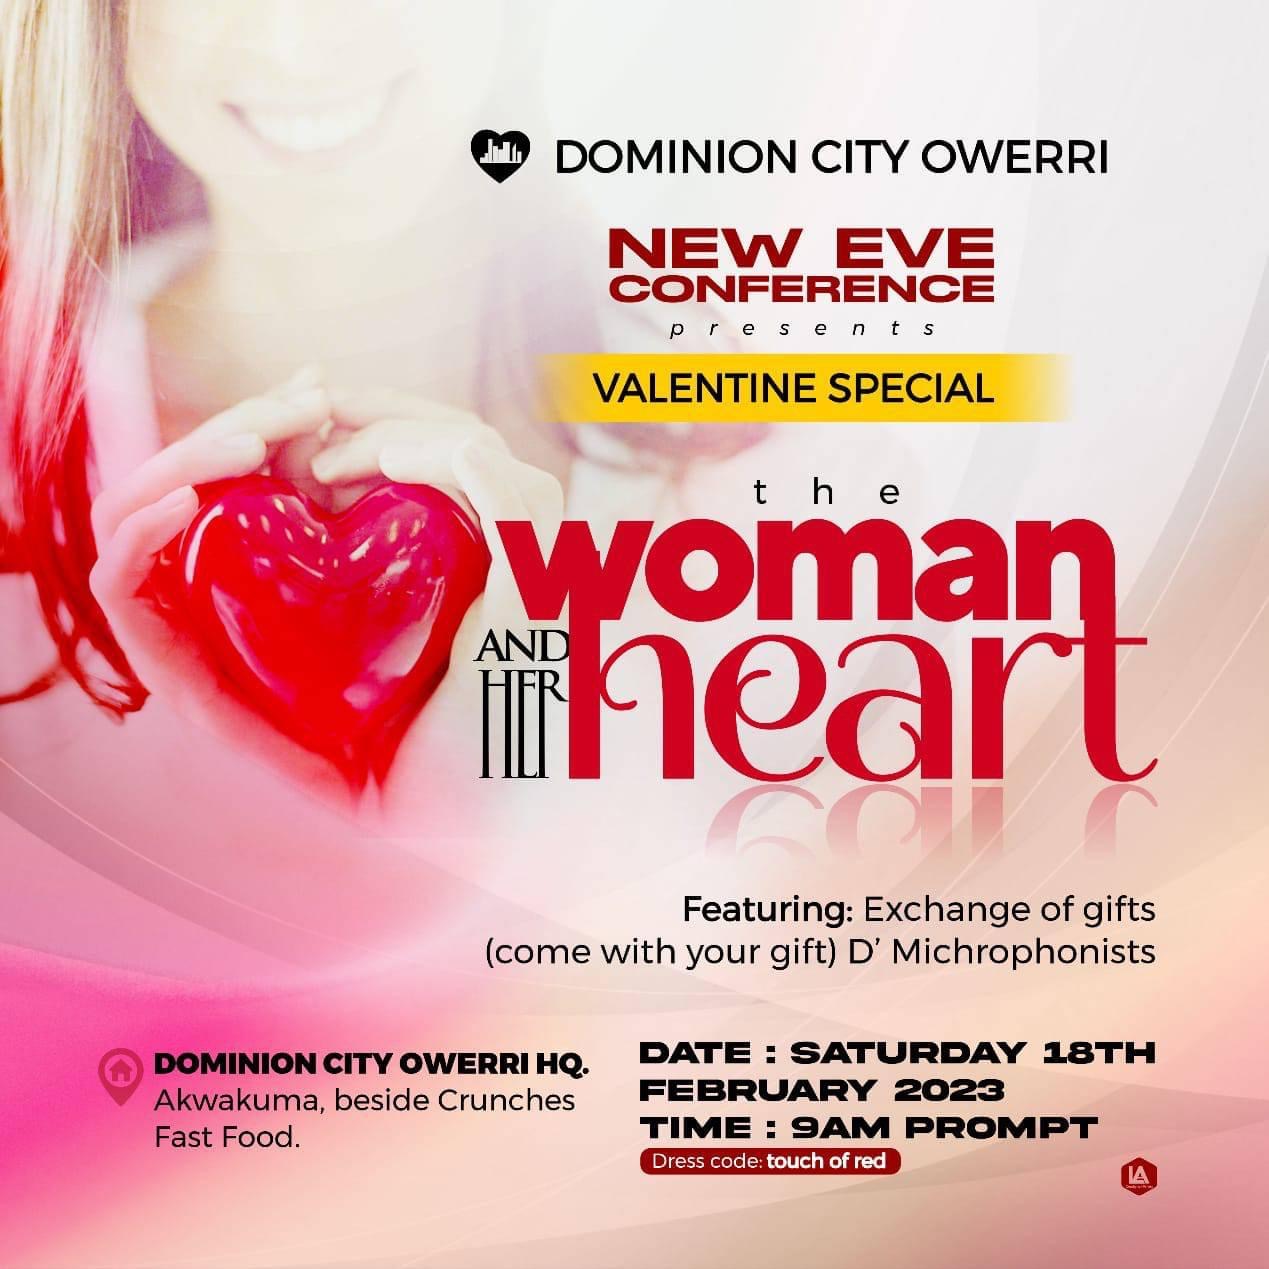 DOMINION CITY OWERRI
NEW EVE
CONFERENCE
presents
VALENTINE SPECIAL
the
woman
AND
HER
heart
Featuring: Exchange of gifts
(come with your gift) D’ Michrophonists
DOMINION CITY OWERRI HQ.
Akwakuma, beside Crunches
Fast Food.
DATE : SATURDAY 18TH
FEBRUARY 2023
TIME : 9AM PROMPT
Dress code: touch of red
LA